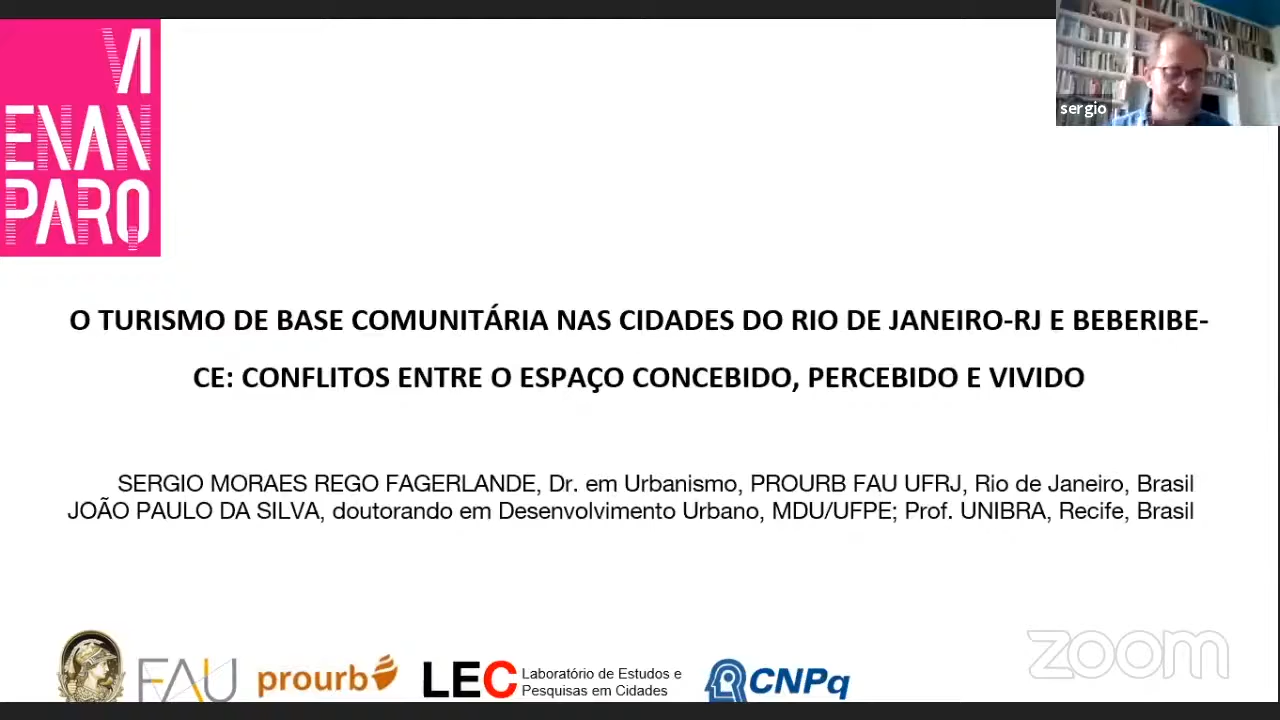 VI
ENAN
PARQ
sergio
O TURISMO DE BASE COMUNITÁRIA NAS CIDADES DO RIO DE JANEIRO-RJ E BEBERIBE-
CE: CONFLITOS ENTRE O ESPAÇO CONCEBIDO, PERCEBIDO E VIVIDO
SERGIO MORAES REGO FAGERLANDE, Dr. em Urbanismo, PROURB FAU UFRJ, Rio de Janeiro, Brasil
JOÃO PAULO DA SILVA, doutorando em Desenvolvimento Urbano, MDU/UFPE; Prof. UNIBRA, Recife, Brasil
FAU
prourb
LEC
Laboratório de Estudos e
Pesquisas em Cidades
CNPq
zoom